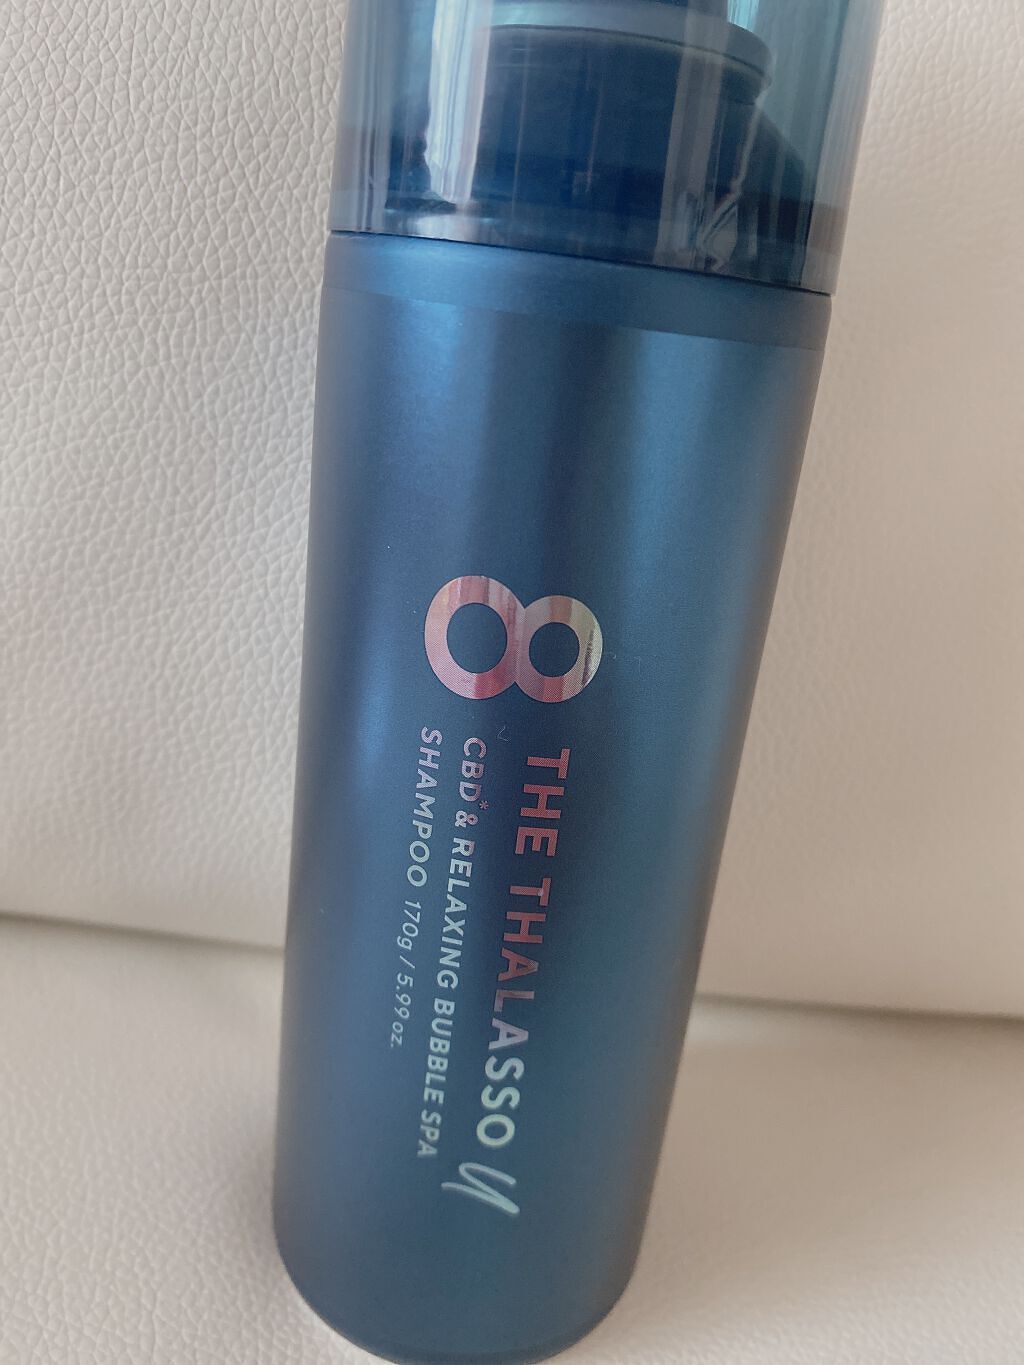 8 THE THALASSO u
CBD* & RELAXING BUBBLE SPA
SHAMPOO 170g / 5.99 oz.